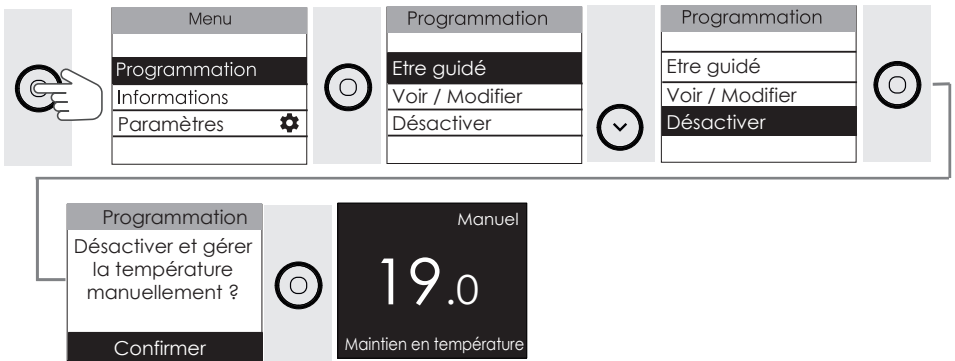 Menu
Programmation
Informations
Paramètres
Programmation
Etre guidé
Voir / Modifier
Désactiver
Programmation
Etre guidé
Voir / Modifier
Désactiver
Programmation
Désactiver et gérer
la température
manuellement ?
Confirmer
Manuel
19.0
Maintien en température